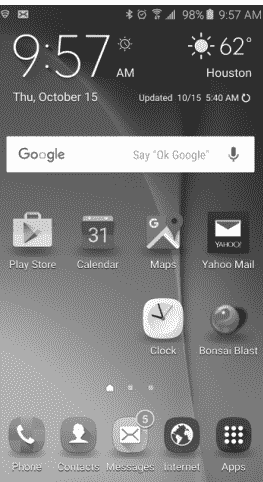 98% 9:57 AM
9:57 AM
62°
Houston
Thu, October 15
Updated 10/15 5:40 AM
Google Say "Ok Google"
31
G
YAHOO!
Play Store Calendar Maps Yahoo Mail
Clock Bonsai Blast
5
Phone Contacts Messages Internet Apps